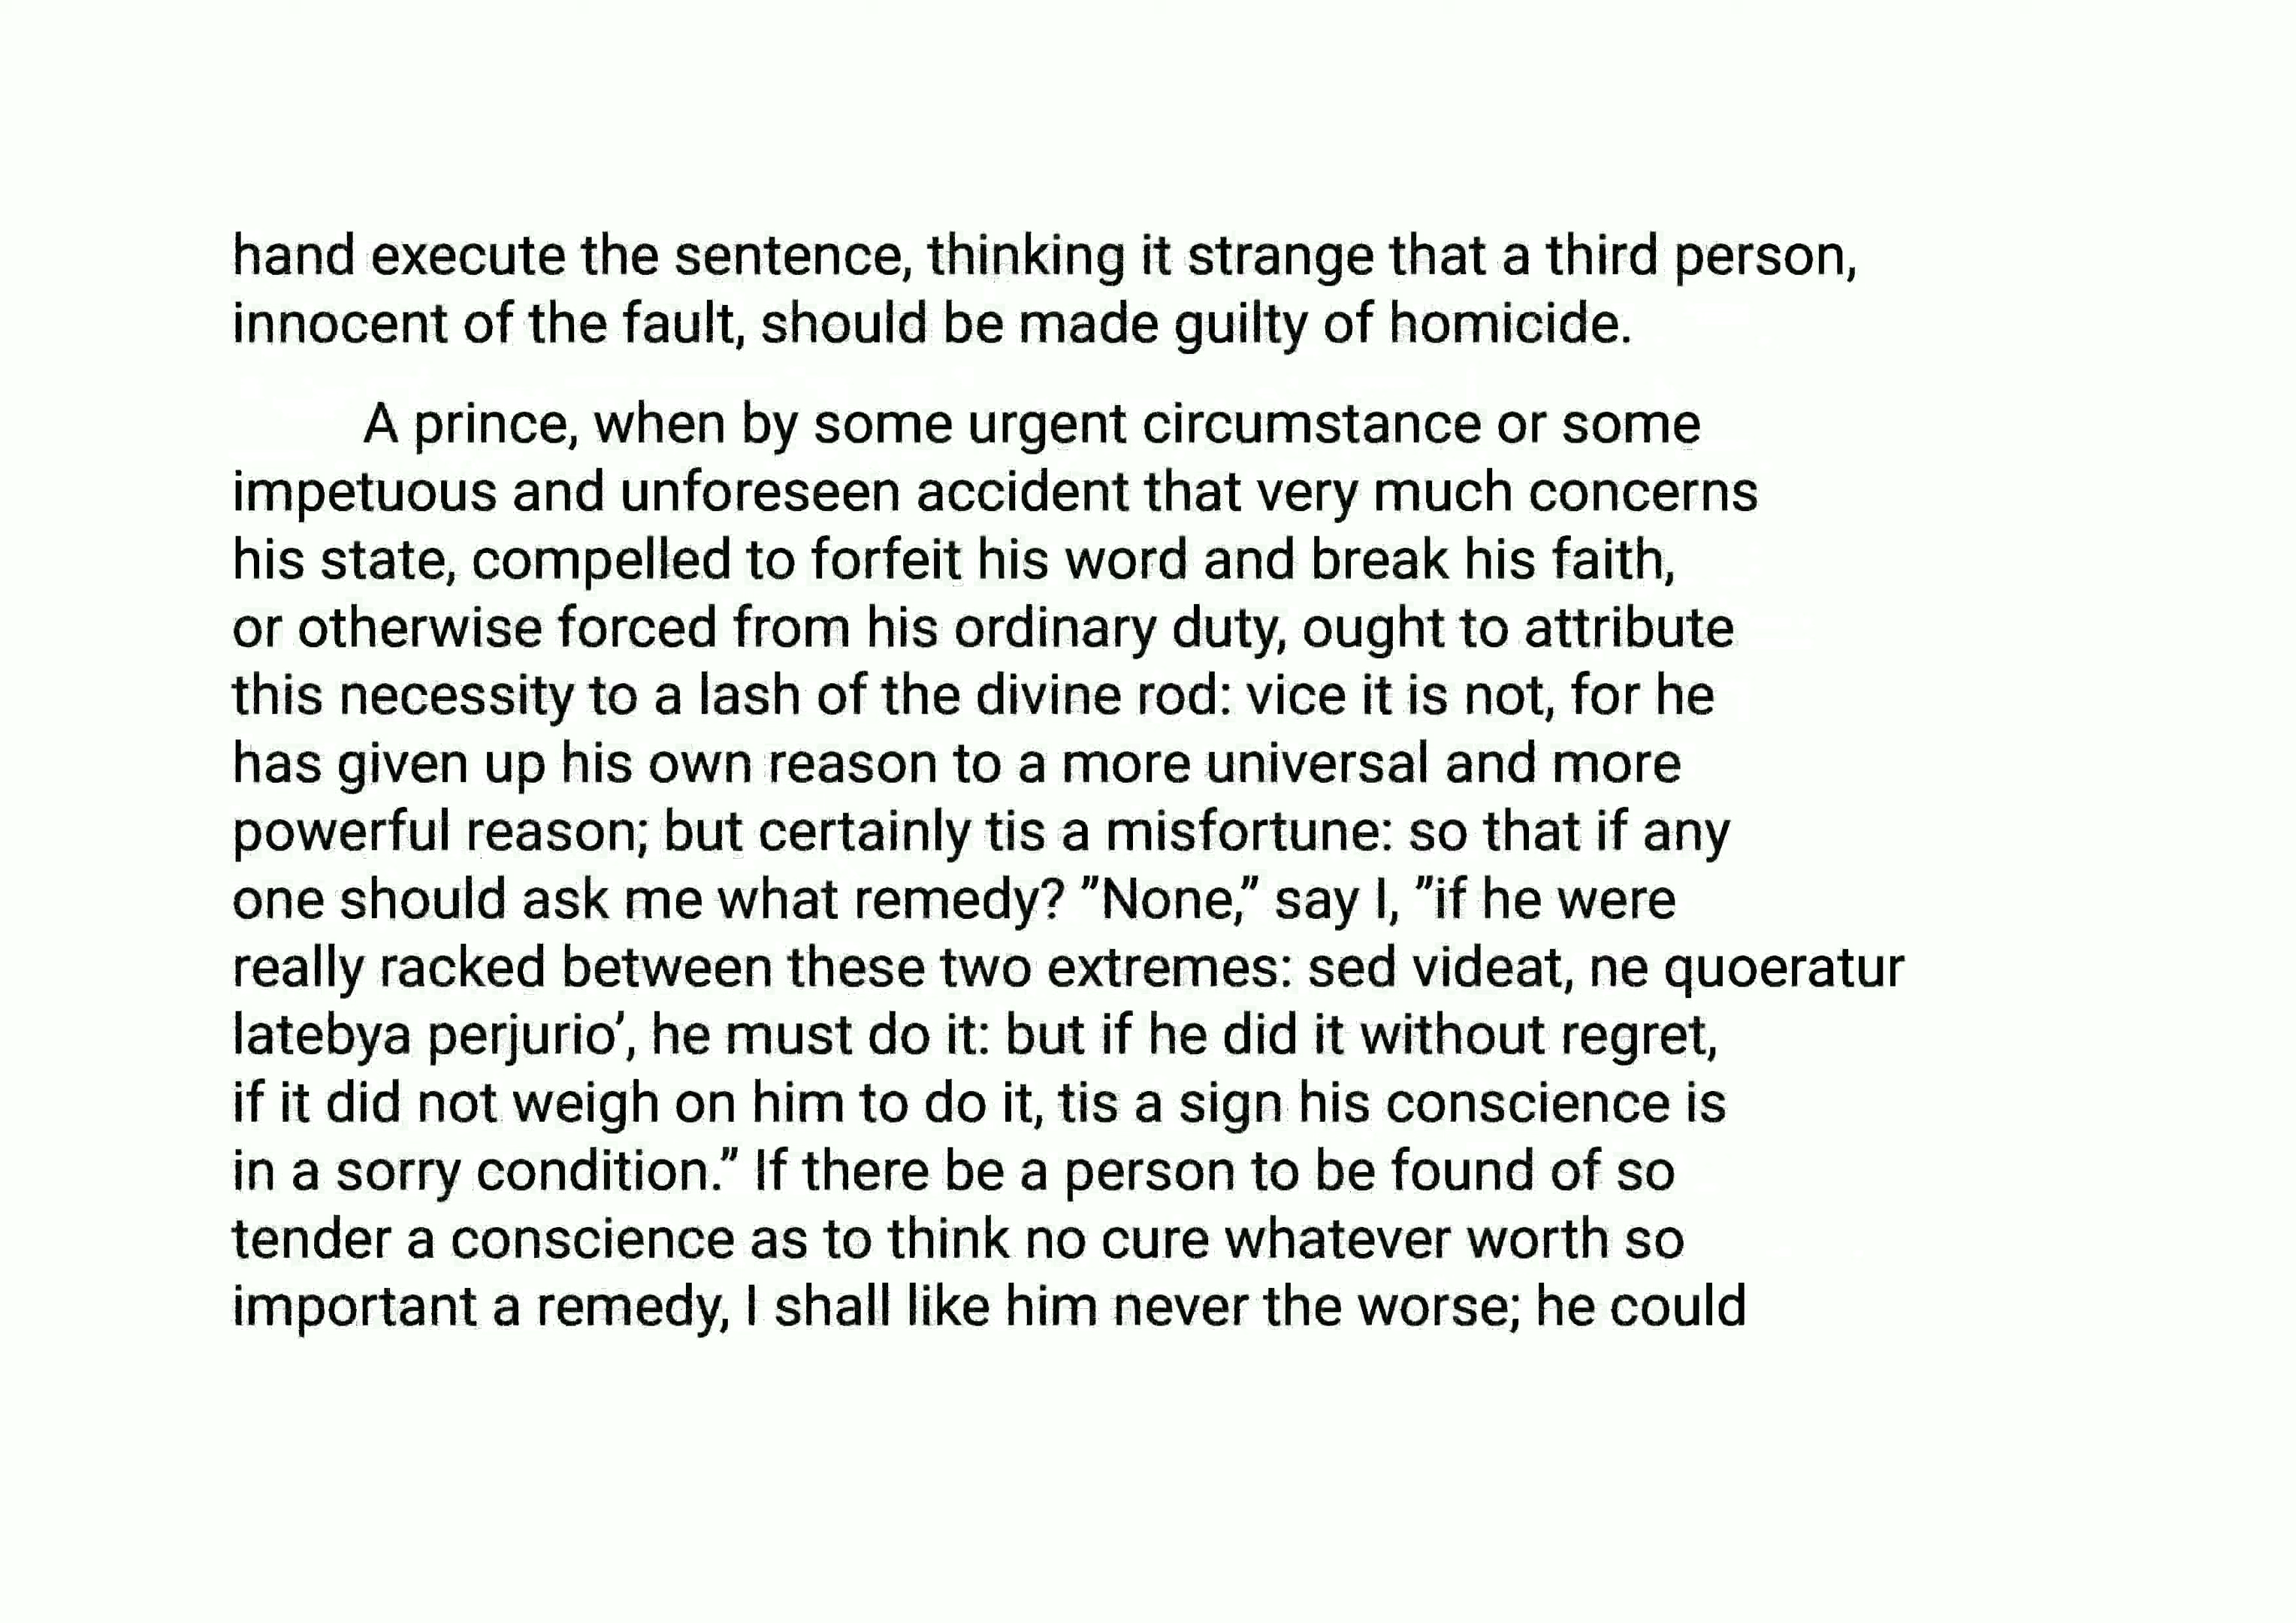 hand execute the sentence, thinking it strange that a third person,
innocent of the fault, should be made guilty of homicide.
A prince, when by some urgent circumstance or some
impetuous and unforeseen accident that very much concerns
his state, compelled to forfeit his word and break his faith,
or otherwise forced from his ordinary duty, ought to attribute
this necessity to a lash of the divine rod: vice it is not, for he
has given up his own reason to a more universal and more
powerful reason; but certainly tis a misfortune: so that if any
one should ask me what remedy? ”None,” say I, ”if he were
really racked between these two extremes: sed videat, ne quoeratur
latebya perjurio’, he must do it: but if he did it without regret,
if it did not weigh on him to do it, tis a sign his conscience is
in a sorry condition.” If there be a person to be found of so
tender a conscience as to think no cure whatever worth so
important a remedy, I shall like him never the worse; he could